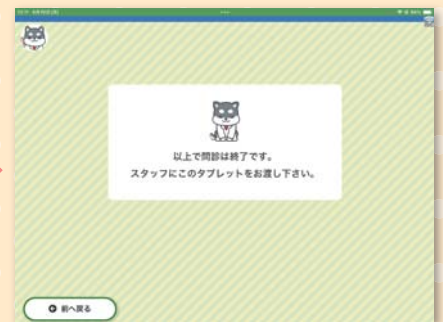 以上で問診は終了です。
スタッフにこのタブレットをお渡し下さい。
前へ戻る